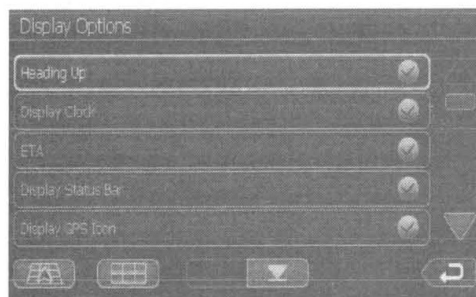 Display Options
Heading Up
Display Clock
ETA
Display Status Bar
Display GPS Icon